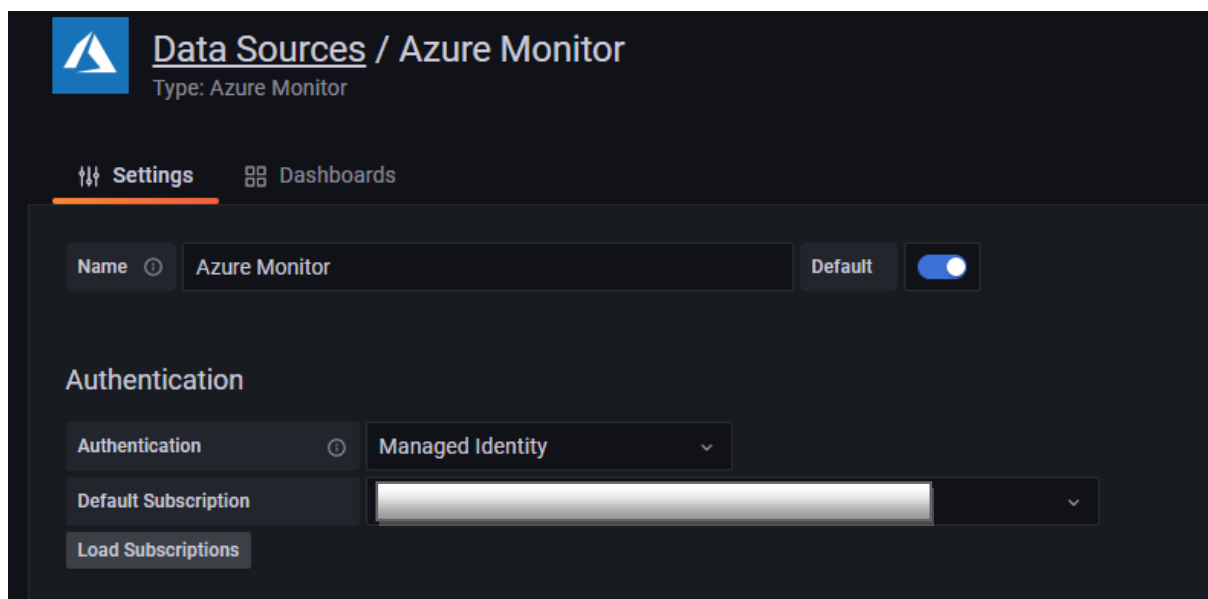 Data Sources / Azure Monitor
Type: Azure Monitor
Settings Dashboards
Name Azure Monitor Default
Authentication
Authentication Managed Identity
Default Subscription
Load Subscriptions